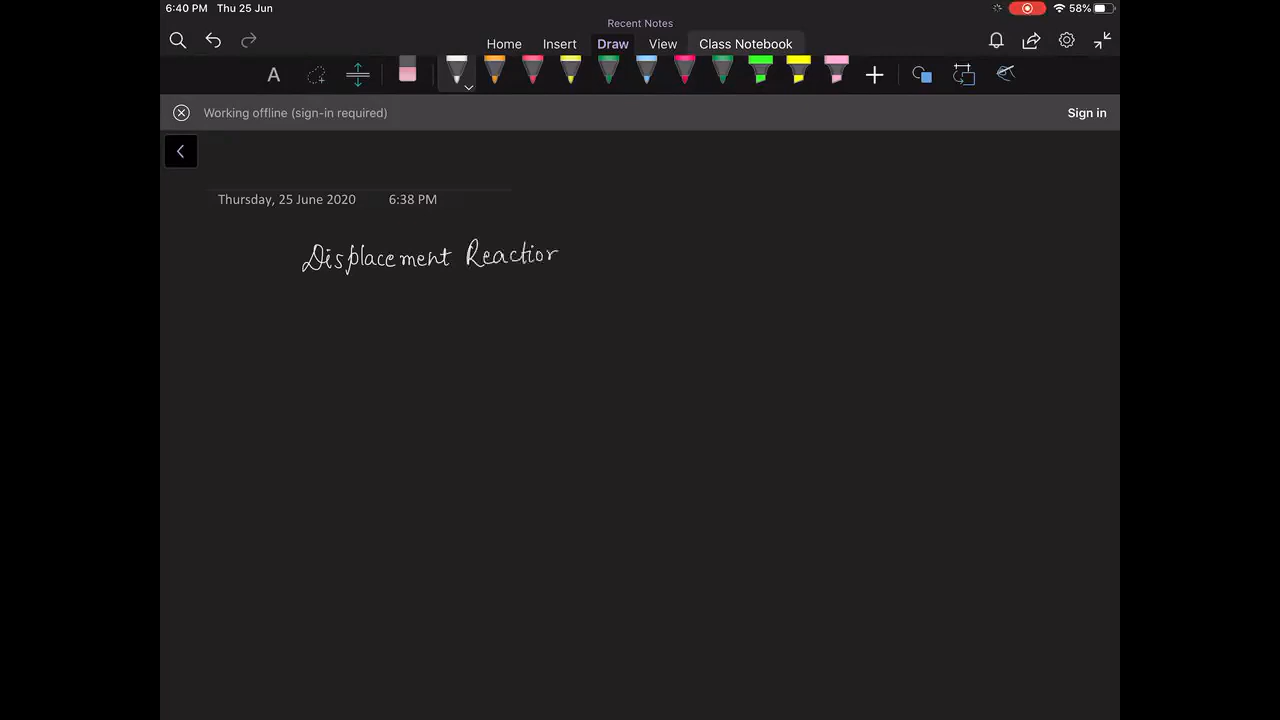 6:40 PM Thu 25 Jun 58%
Recent Notes
Home Insert Draw View Class Notebook
A
Working offline (sign-in required) Sign in
Thursday, 25 June 2020 6:38 PM
Displacement Reaction